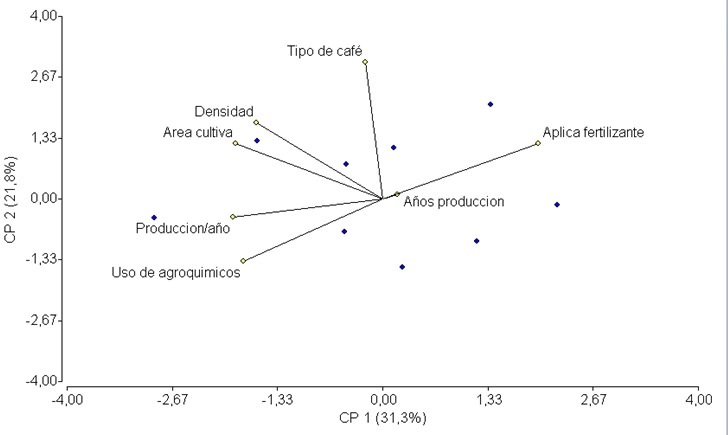 4,00
Tipo de café
2,67
Densidad
1,33
Area cultiva
Aplica fertilizante
CP 2 (21,8%)
0,00
Años produccion
Produccion/año
-1,33
Uso de agroquimicos
-2,67
-4,00
-4,00
-2,67
-1,33
0,00
1,33
2,67
4,00
CP 1 (31,3%)